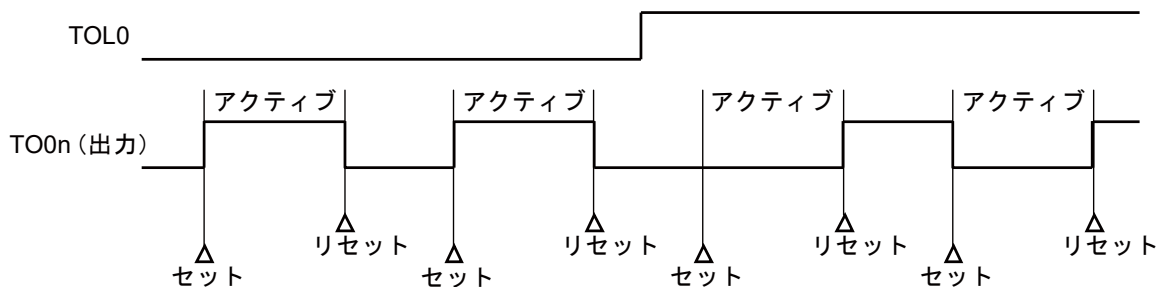 TOL0
アクティブ アクティブ アクティブ アクティブ
TO0n（出力）
リセット リセット リセット リセット
セット セット セット セット